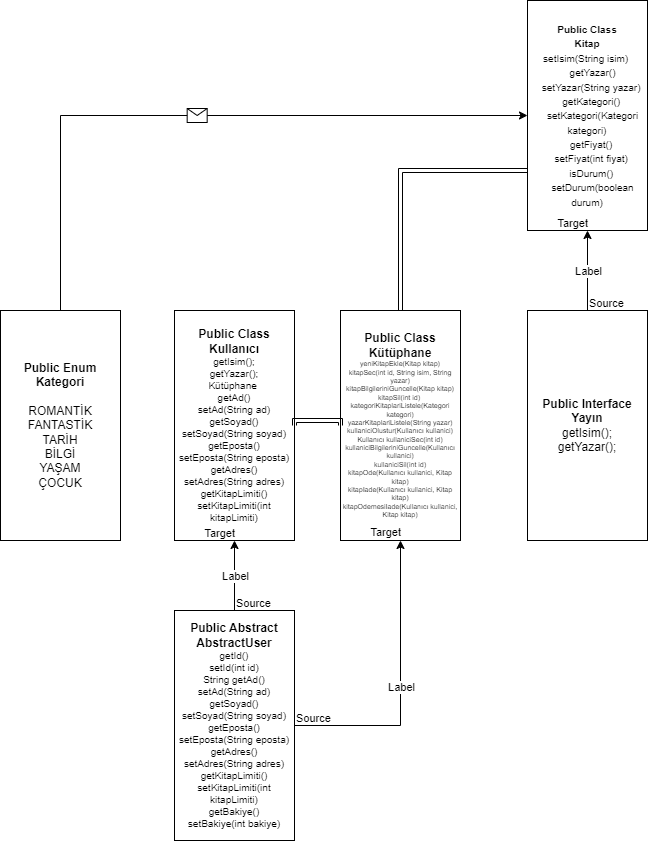 Public Class
Kitap
setIsim(String isim)
getYazar()
setYazar(String yazar)
getKategori()
setKategori(Kategori
kategori)
getFiyat()
setFiyat(int fiyat)
isDurum()
setDurum(boolean
durum)
Target
Label
Source
Public Enum
Kategori
ROMANTİK
FANTASTİK
TARİH
BİLGİ
YAŞAM
ÇOCUK
Public Class
Kullanıcı
getIsim();
getYazar();
Kütüphane
getAd()
setAd(String ad)
getSoyad()
setSoyad(String soyad)
getEposta()
setEposta(String eposta)
getAdres()
setAdres(String adres)
getKitapLimiti()
setKitapLimiti(int
kitapLimiti)
Target
Public Class
Kütüphane
yeniKitapEkle(Kitap kitap)
kitapSec(int id, String isim, String
yazar)
kitapBilgileriniGuncelle(Kitap kitap)
kitapSil(int id)
kategoriKitaplariListele(Kategori
kategori)
yazarKitaplariListele(String yazar)
kullaniciOlustur(Kullanıcı kullanici)
Kullanıcı kullaniciSec(int id)
kullaniciBilgileriniGuncelle(Kullanıcı
kullanici)
kullaniciSil(int id)
kitapOde(Kullanıcı kullanici, Kitap
kitap)
kitapIade(Kullanıcı kullanici, Kitap
kitap)
kitapOdemesiIade(Kullanıcı kullanici,
Kitap kitap)
Target
Public Interface
Yayın
getIsim();
getYazar();
Label
Source
Public Abstract
AbstractUser
getId()
setId(int id)
String getAd()
setAd(String ad)
getSoyad()
setSoyad(String soyad)
getEposta()
setEposta(String eposta)
getAdres()
setAdres(String adres)
getKitapLimiti()
setKitapLimiti(int
kitapLimiti)
getBakiye()
setBakiye(int bakiye)
Source
Label